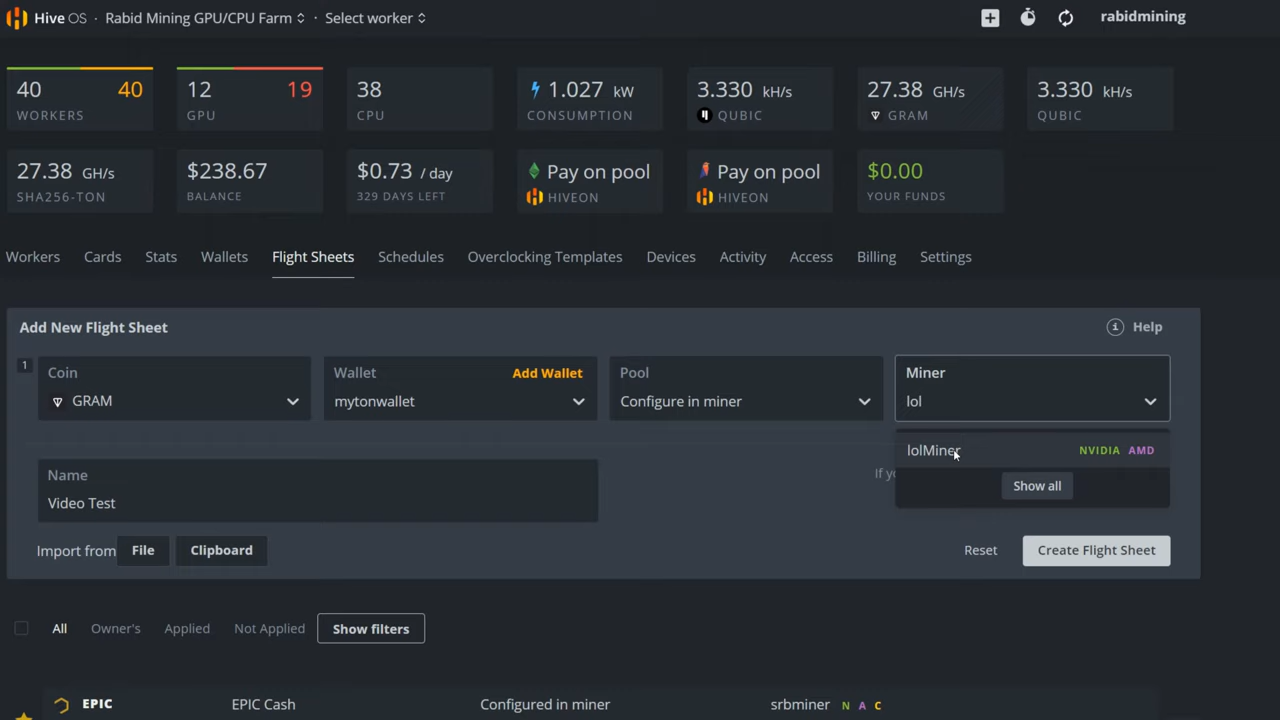 Hive OS · Rabid Mining GPU/CPU Farm · Select worker rabidmining
40 40 12 19 38 1.027 kW 3.330 kH/s 27.38 GH/s 3.330 kH/s
WORKERS GPU CPU CONSUMPTION QUBIC GRAM QUBIC
27.38 GH/s $238.67 $0.73 / day Pay on pool Pay on pool $0.00
SHA256-TON BALANCE 329 DAYS LEFT HIVEON HIVEON YOUR FUNDS
Workers Cards Stats Wallets Flight Sheets Schedules Overclocking Templates Devices Activity Access Billing Settings
Add New Flight Sheet Help
1 Coin Wallet Add Wallet Pool Miner
GRAM mytonwallet Configure in miner lol
lolMiner NVIDIA AMD
Name If
Video Test Show all
Import from File Clipboard Reset Create Flight Sheet
All Owner's Applied Not Applied Show filters
EPIC EPIC Cash Configured in miner srbminer N A C